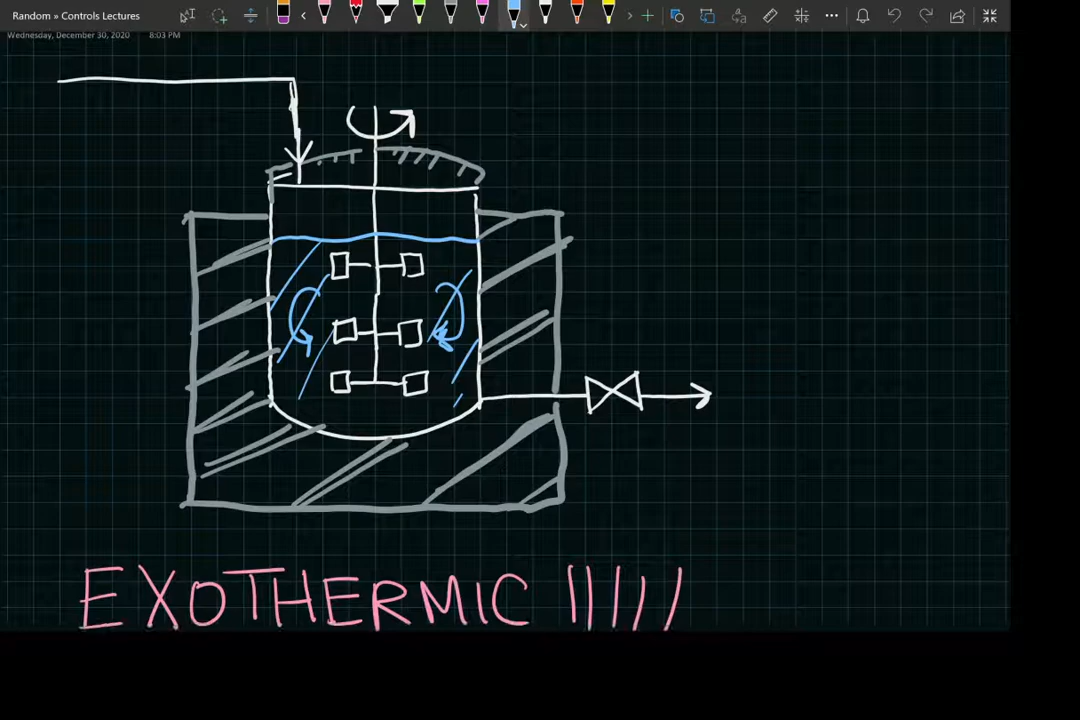 Random » Controls Lectures
Wednesday, December 30, 2020 8:03 PM
EXOTHERMIC !!!!!